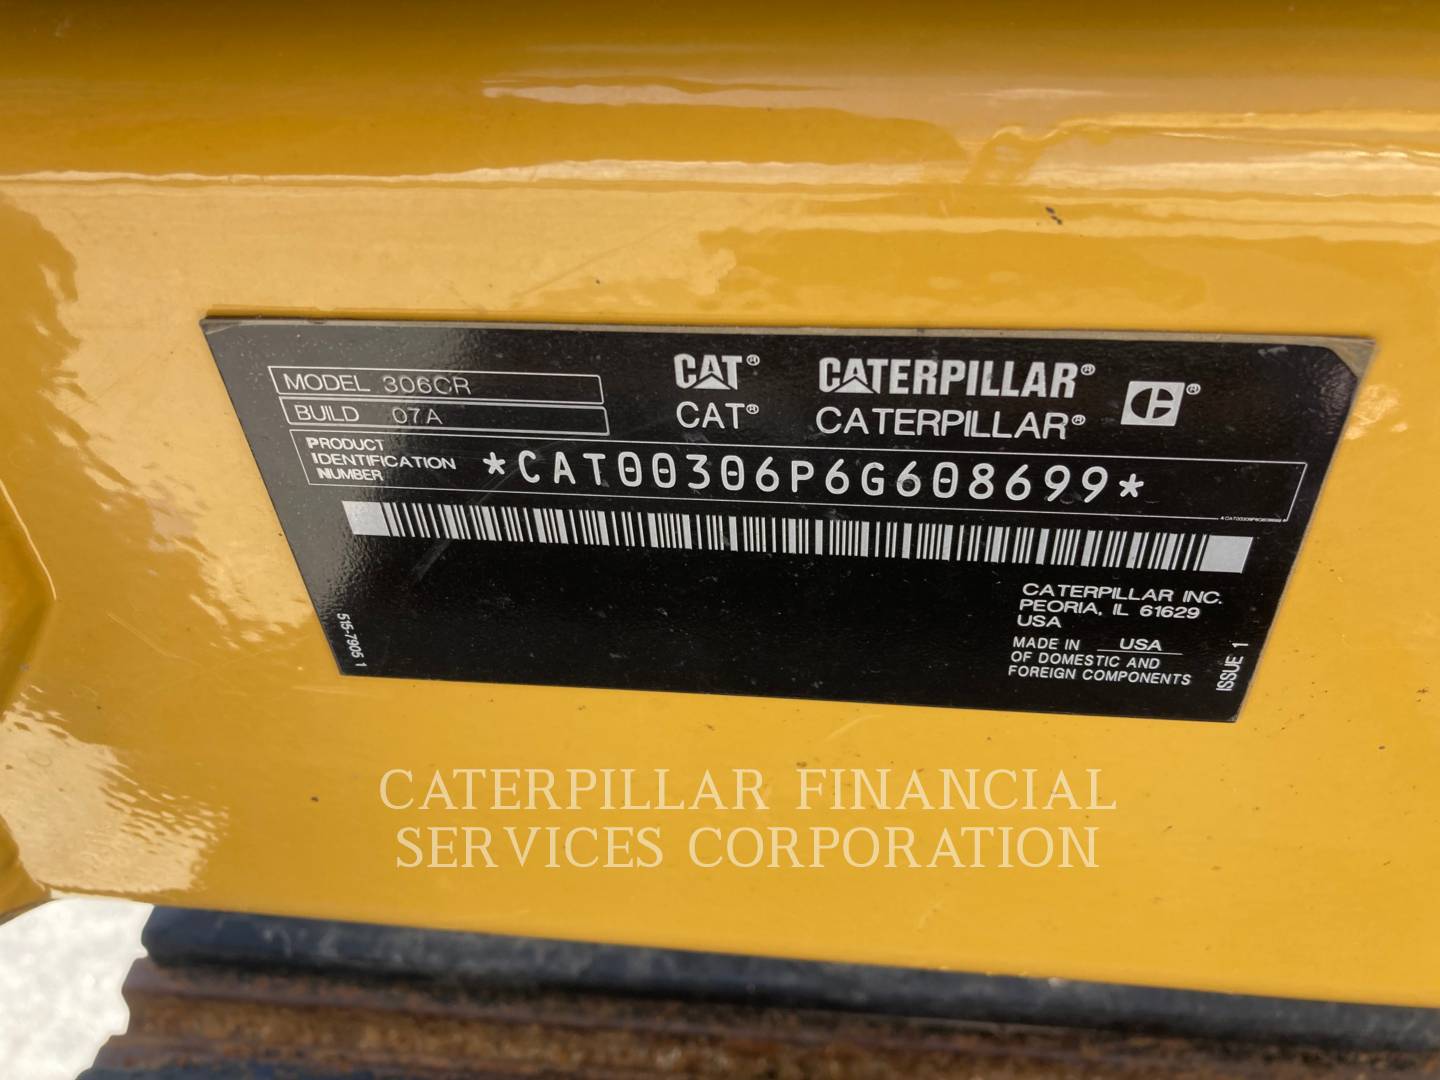 MODEL 306CR
BUILD 07A
CAT® CATERPILLAR®
CAT® CATERPILLAR® C®
PRODUCT
IDENTIFICATION
NUMBER
*CAT00306P6G608699*
CATERPILLAR INC.
PEORIA, IL 61629
USA
MADE IN USA
OF DOMESTIC AND
FOREIGN COMPONENTS
515-7905 1
ISSUE 1
CATERPILLAR FINANCIAL
SERVICES CORPORATION